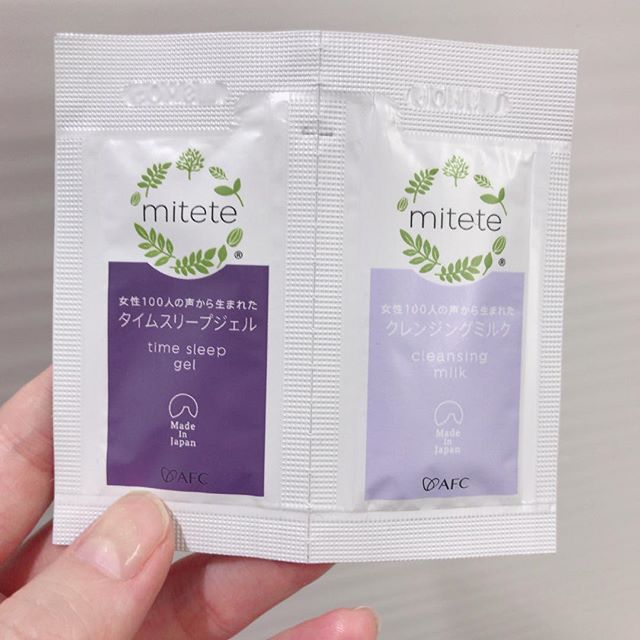 mitete
®
女性100人の声から生まれた
タイムスリープジェル
time sleep
gel
Made
In
Japan
AFC
mitete
®
女性100人の声から生まれた
クレンジングミルク
cleansing
milk
Made
In
Japan
AFC